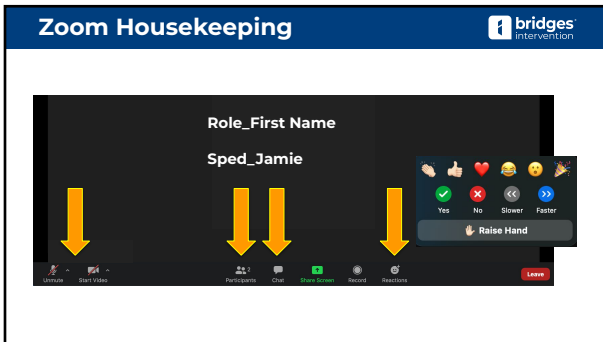 Zoom Housekeeping
bridges
intervention
Role_First Name
Sped_Jamie
Yes No Slower Faster
Raise Hand
Unmute Start Video Participants 2 Chat Share Screen Record Reactions Leave